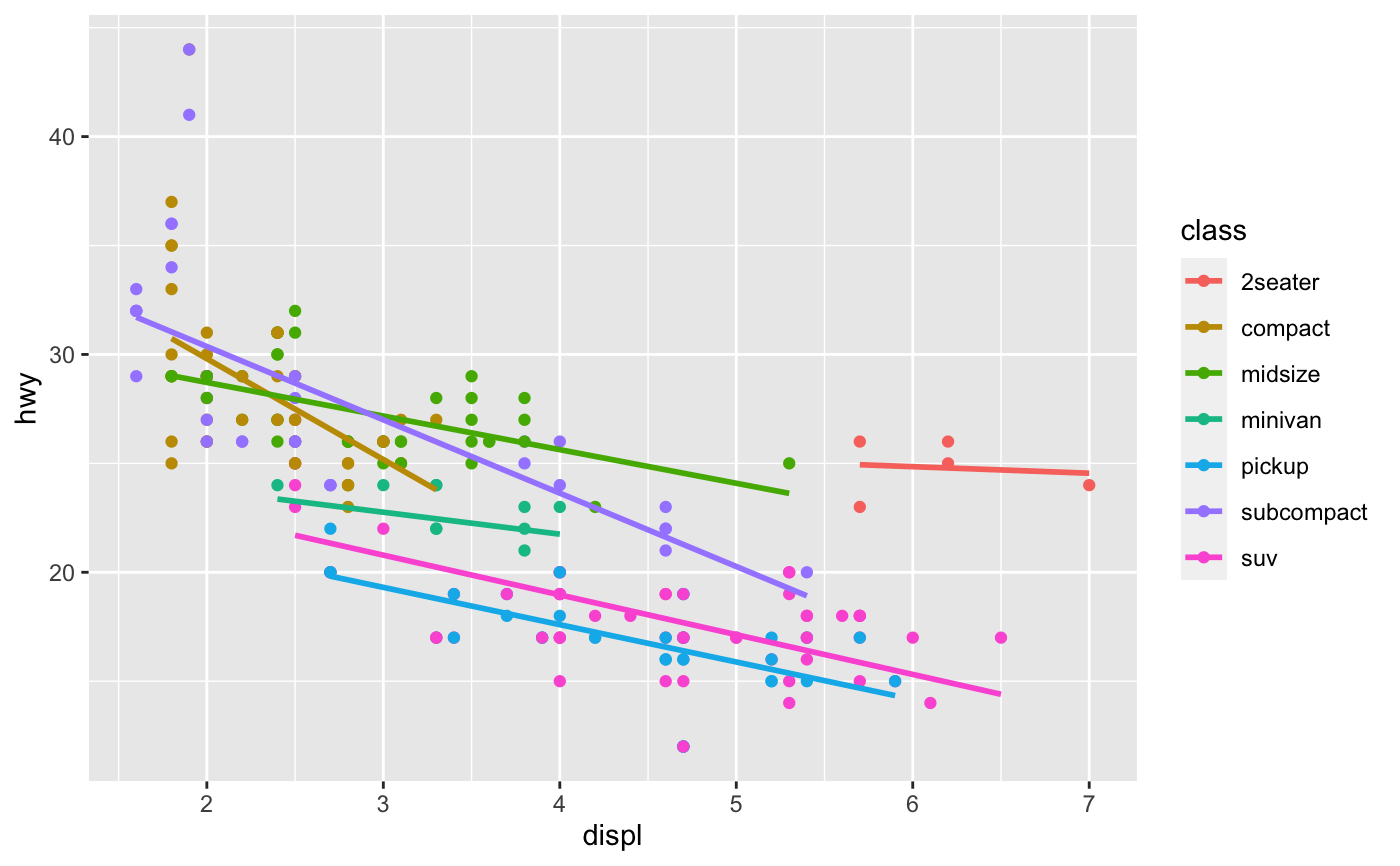 40
30
20
hwy
2 3 4 5 6 7
displ
class
2seater
compact
midsize
minivan
pickup
subcompact
suv